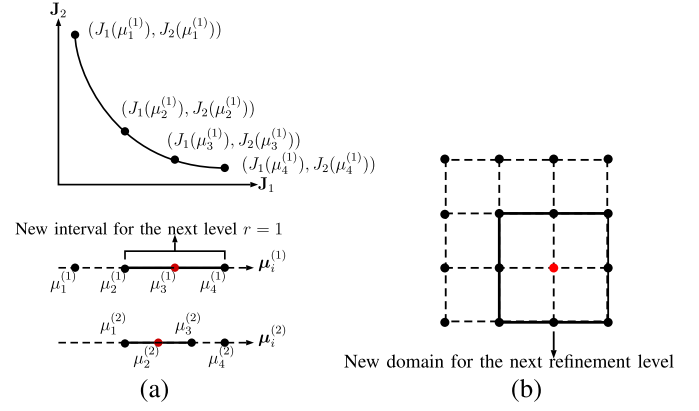 J₂
(J₁(μ₁⁽¹⁾), J₂(μ₁⁽¹⁾))
(J₁(μ₂⁽¹⁾), J₂(μ₂⁽¹⁾))
(J₁(μ₃⁽¹⁾), J₂(μ₃⁽¹⁾))
(J₁(μ₄⁽¹⁾), J₂(μ₄⁽¹⁾))
J₁
New interval for the next level r = 1
μᵢ⁽¹⁾
μ₁⁽¹⁾ μ₂⁽¹⁾ μ₃⁽¹⁾ μ₄⁽¹⁾
μ₁⁽²⁾ μ₃⁽²⁾ μᵢ⁽²⁾
μ₂⁽²⁾ μ₄⁽²⁾
(a)
New domain for the next refinement level
(b)